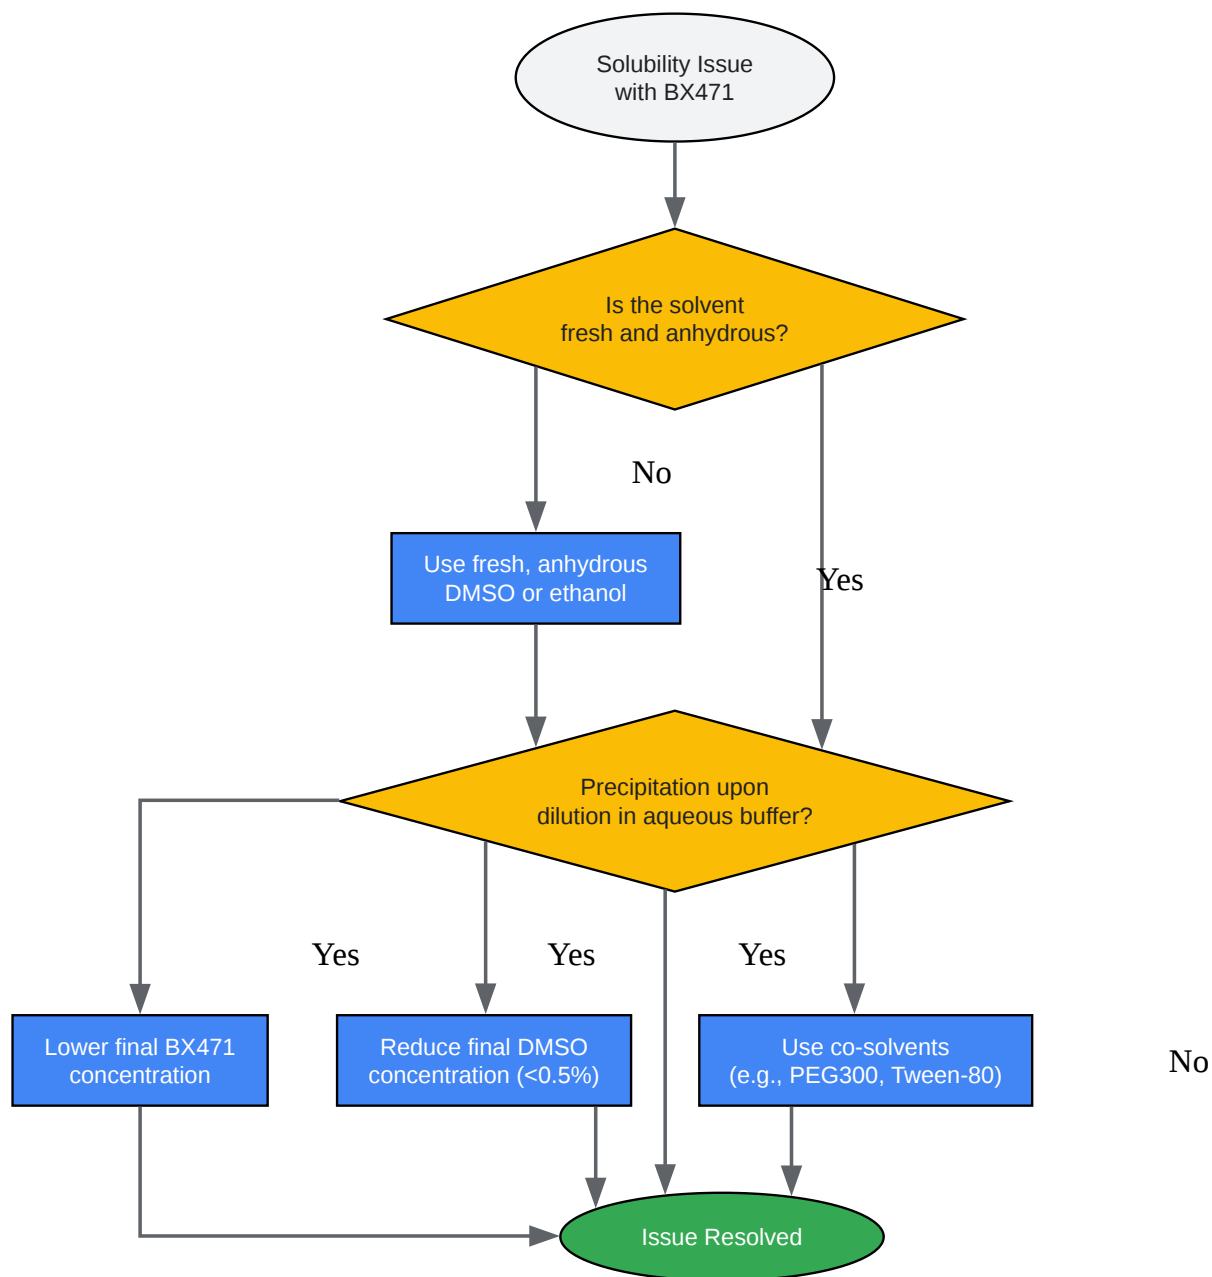 Solubility Issue
with BX471
Is the solvent
fresh and anhydrous?
No
Use fresh, anhydrous
DMSO or ethanol
Yes
Precipitation upon
dilution in aqueous buffer?
Yes
Yes
Yes
Lower final BX471
concentration
Reduce final DMSO
concentration (<0.5%)
Use co-solvents
(e.g., PEG300, Tween-80)
No
Issue Resolved